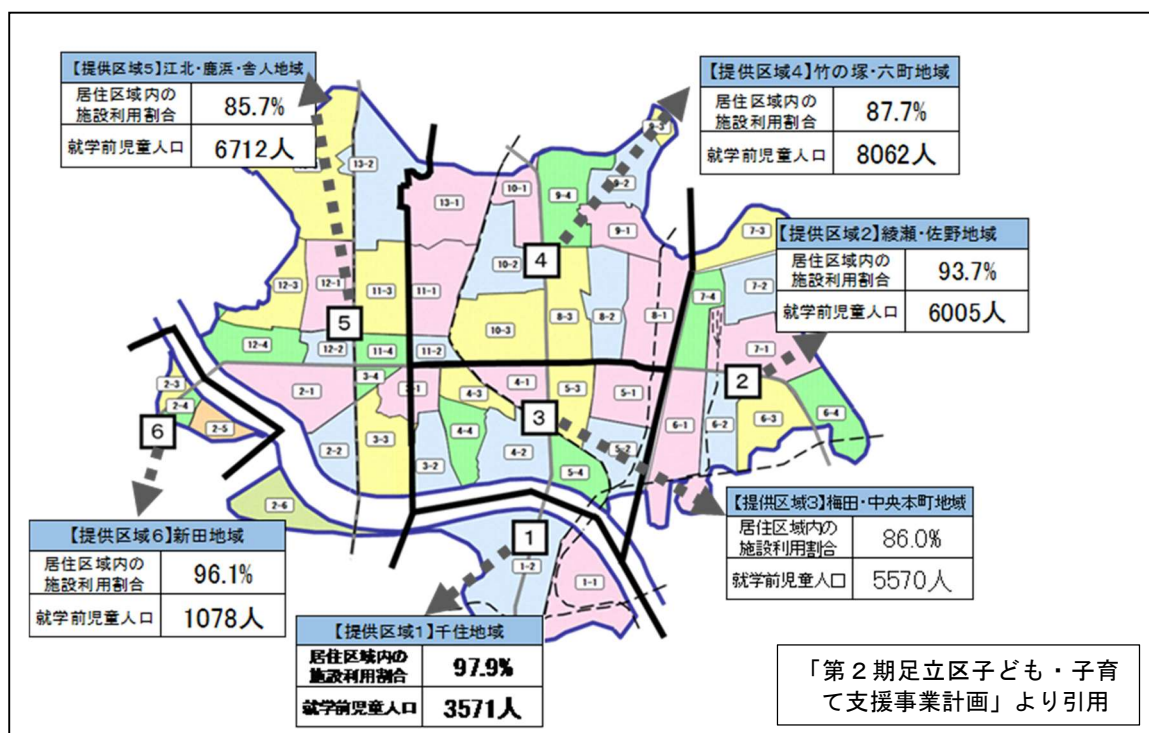 【提供区域5】江北・鹿浜・舎人地域
居住区域内の
施設利用割合
85.7%
就学前児童人口
6712人
【提供区域4】竹の塚・六町地域
居住区域内の
施設利用割合
87.7%
就学前児童人口
8062人
【提供区域2】綾瀬・佐野地域
居住区域内の
施設利用割合
93.7%
就学前児童人口
6005人
13-2
13-1
10-1
9-4
9-3
9-2
9-1
7-3
7-2
7-4
7-1
10-2
4
12-3
12-1
11-3
11-1
5
10-3
8-3
8-2
8-1
12-4
12-2
11-4
11-2
3-4
2-3
2-4
2-5
6
2-1
4-3
4-1
5-3
5-1
2
6-1
6-2
6-3
6-4
2-2
3-3
3-2
4-4
4-2
3
5-2
5-4
2-6
1
1-2
1-1
【提供区域3】梅田・中央本町地域
居住区域内の
施設利用割合
86.0%
就学前児童人口
5570人
【提供区域6】新田地域
居住区域内の
施設利用割合
96.1%
就学前児童人口
1078人
【提供区域1】千住地域
居住区域内の
施設利用割合
97.9%
就学前児童人口
3571人
「第２期足立区子ども・子育
て支援事業計画」より引用